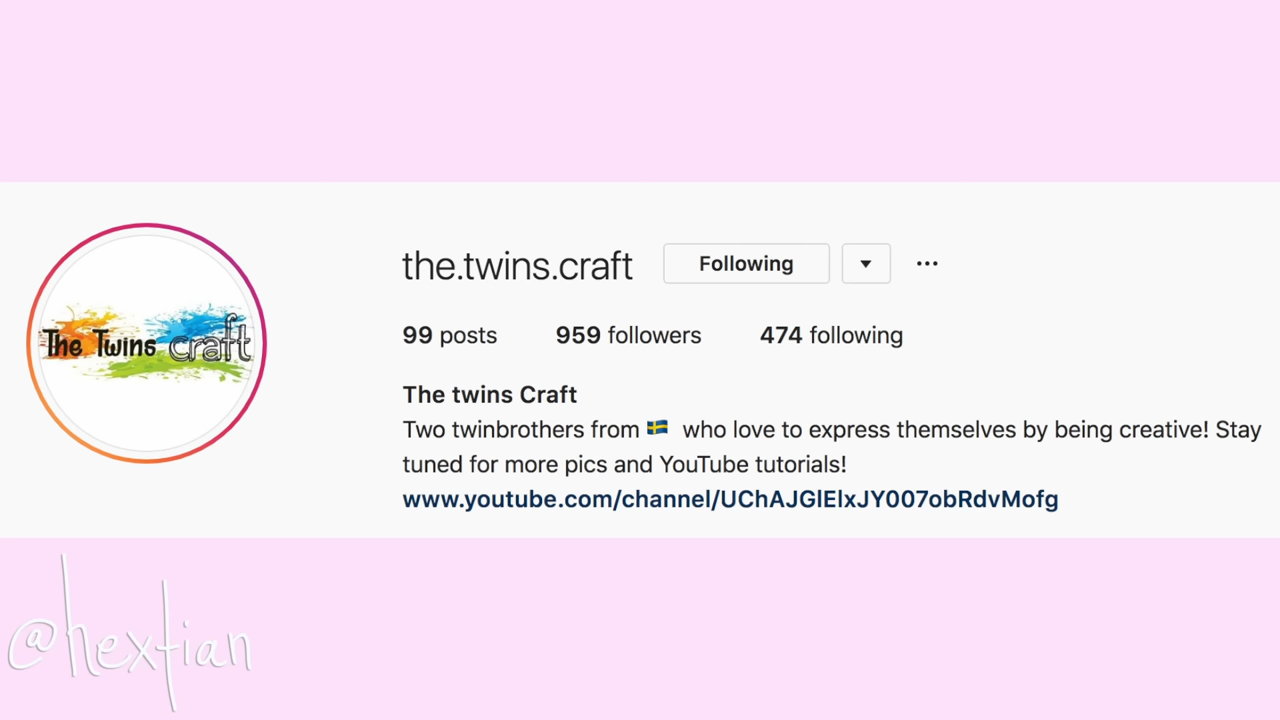 the.twins.craft Following
99 posts 959 followers 474 following
The Twins craft
The twins Craft
Two twinbrothers from 🇸🇪 who love to express themselves by being creative! Stay
tuned for more pics and YouTube tutorials!
www.youtube.com/channel/UChAJGlElxJY007obRdvMofg
@hextian